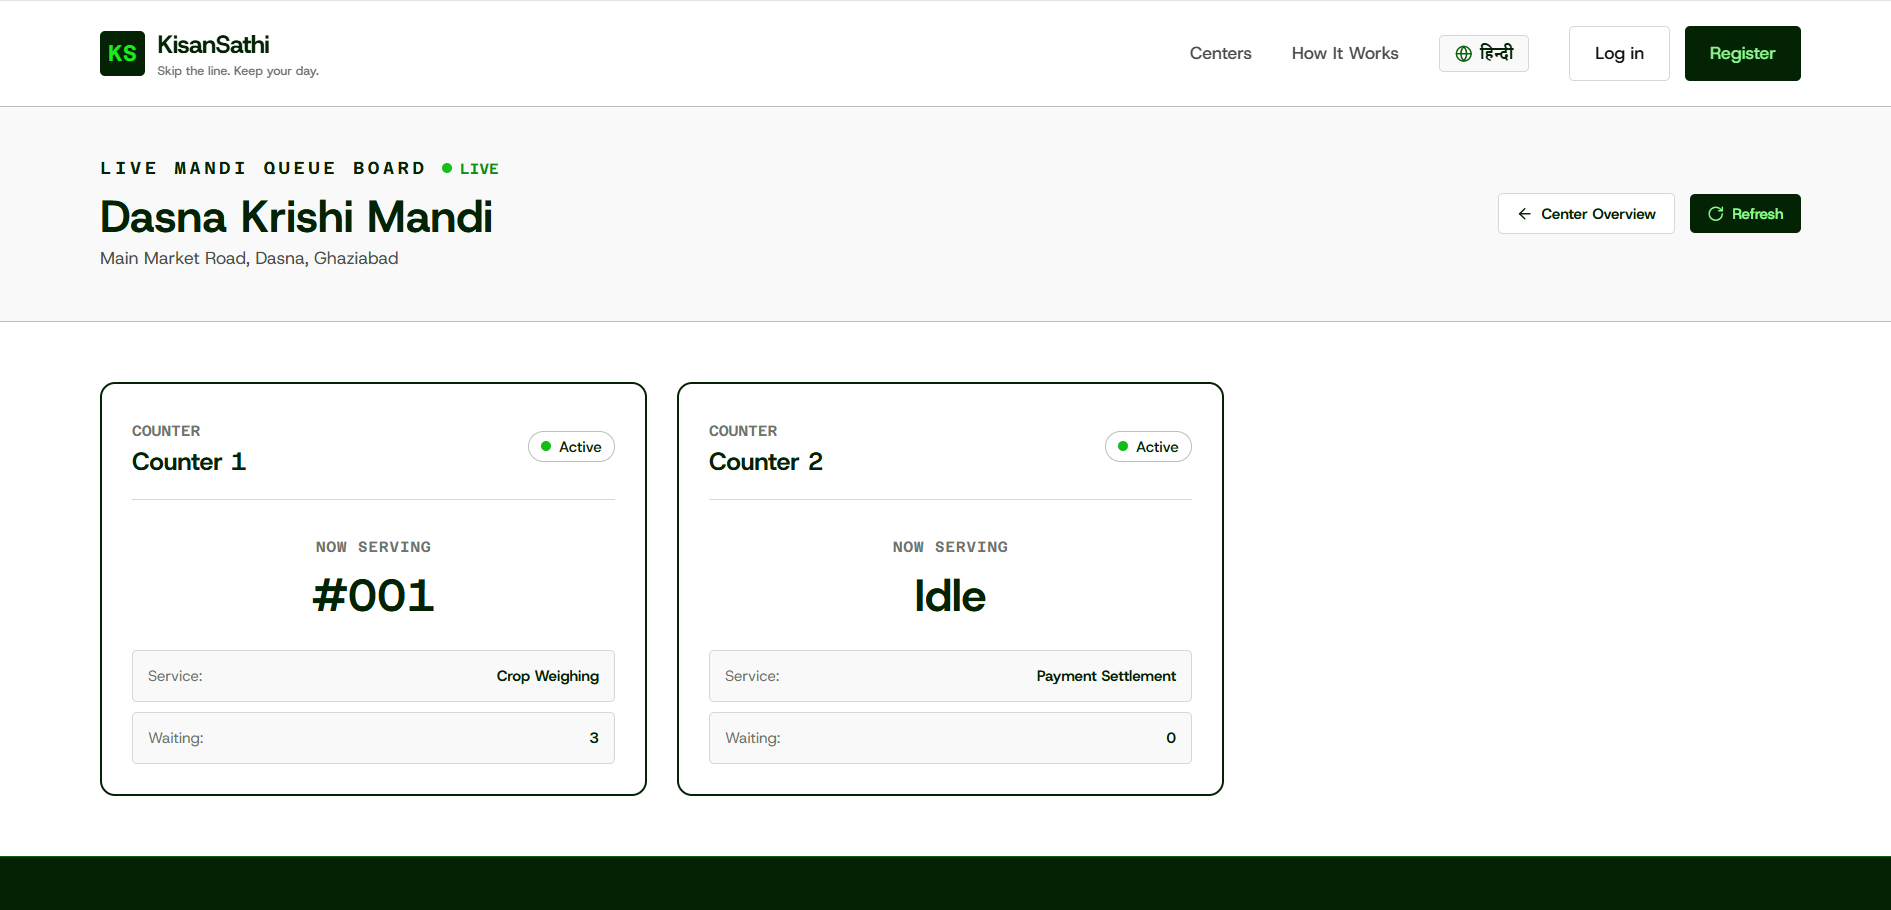 KS
KisanSathi
Skip the line. Keep your day.
Centers
How It Works
हिन्दी
Log in
Register
LIVE MANDI QUEUE BOARD LIVE
Dasna Krishi Mandi
Main Market Road, Dasna, Ghaziabad
Center Overview
Refresh
COUNTER
Counter 1
Active
NOW SERVING
#001
Service: Crop Weighing
Waiting: 3
COUNTER
Counter 2
Active
NOW SERVING
Idle
Service: Payment Settlement
Waiting: 0